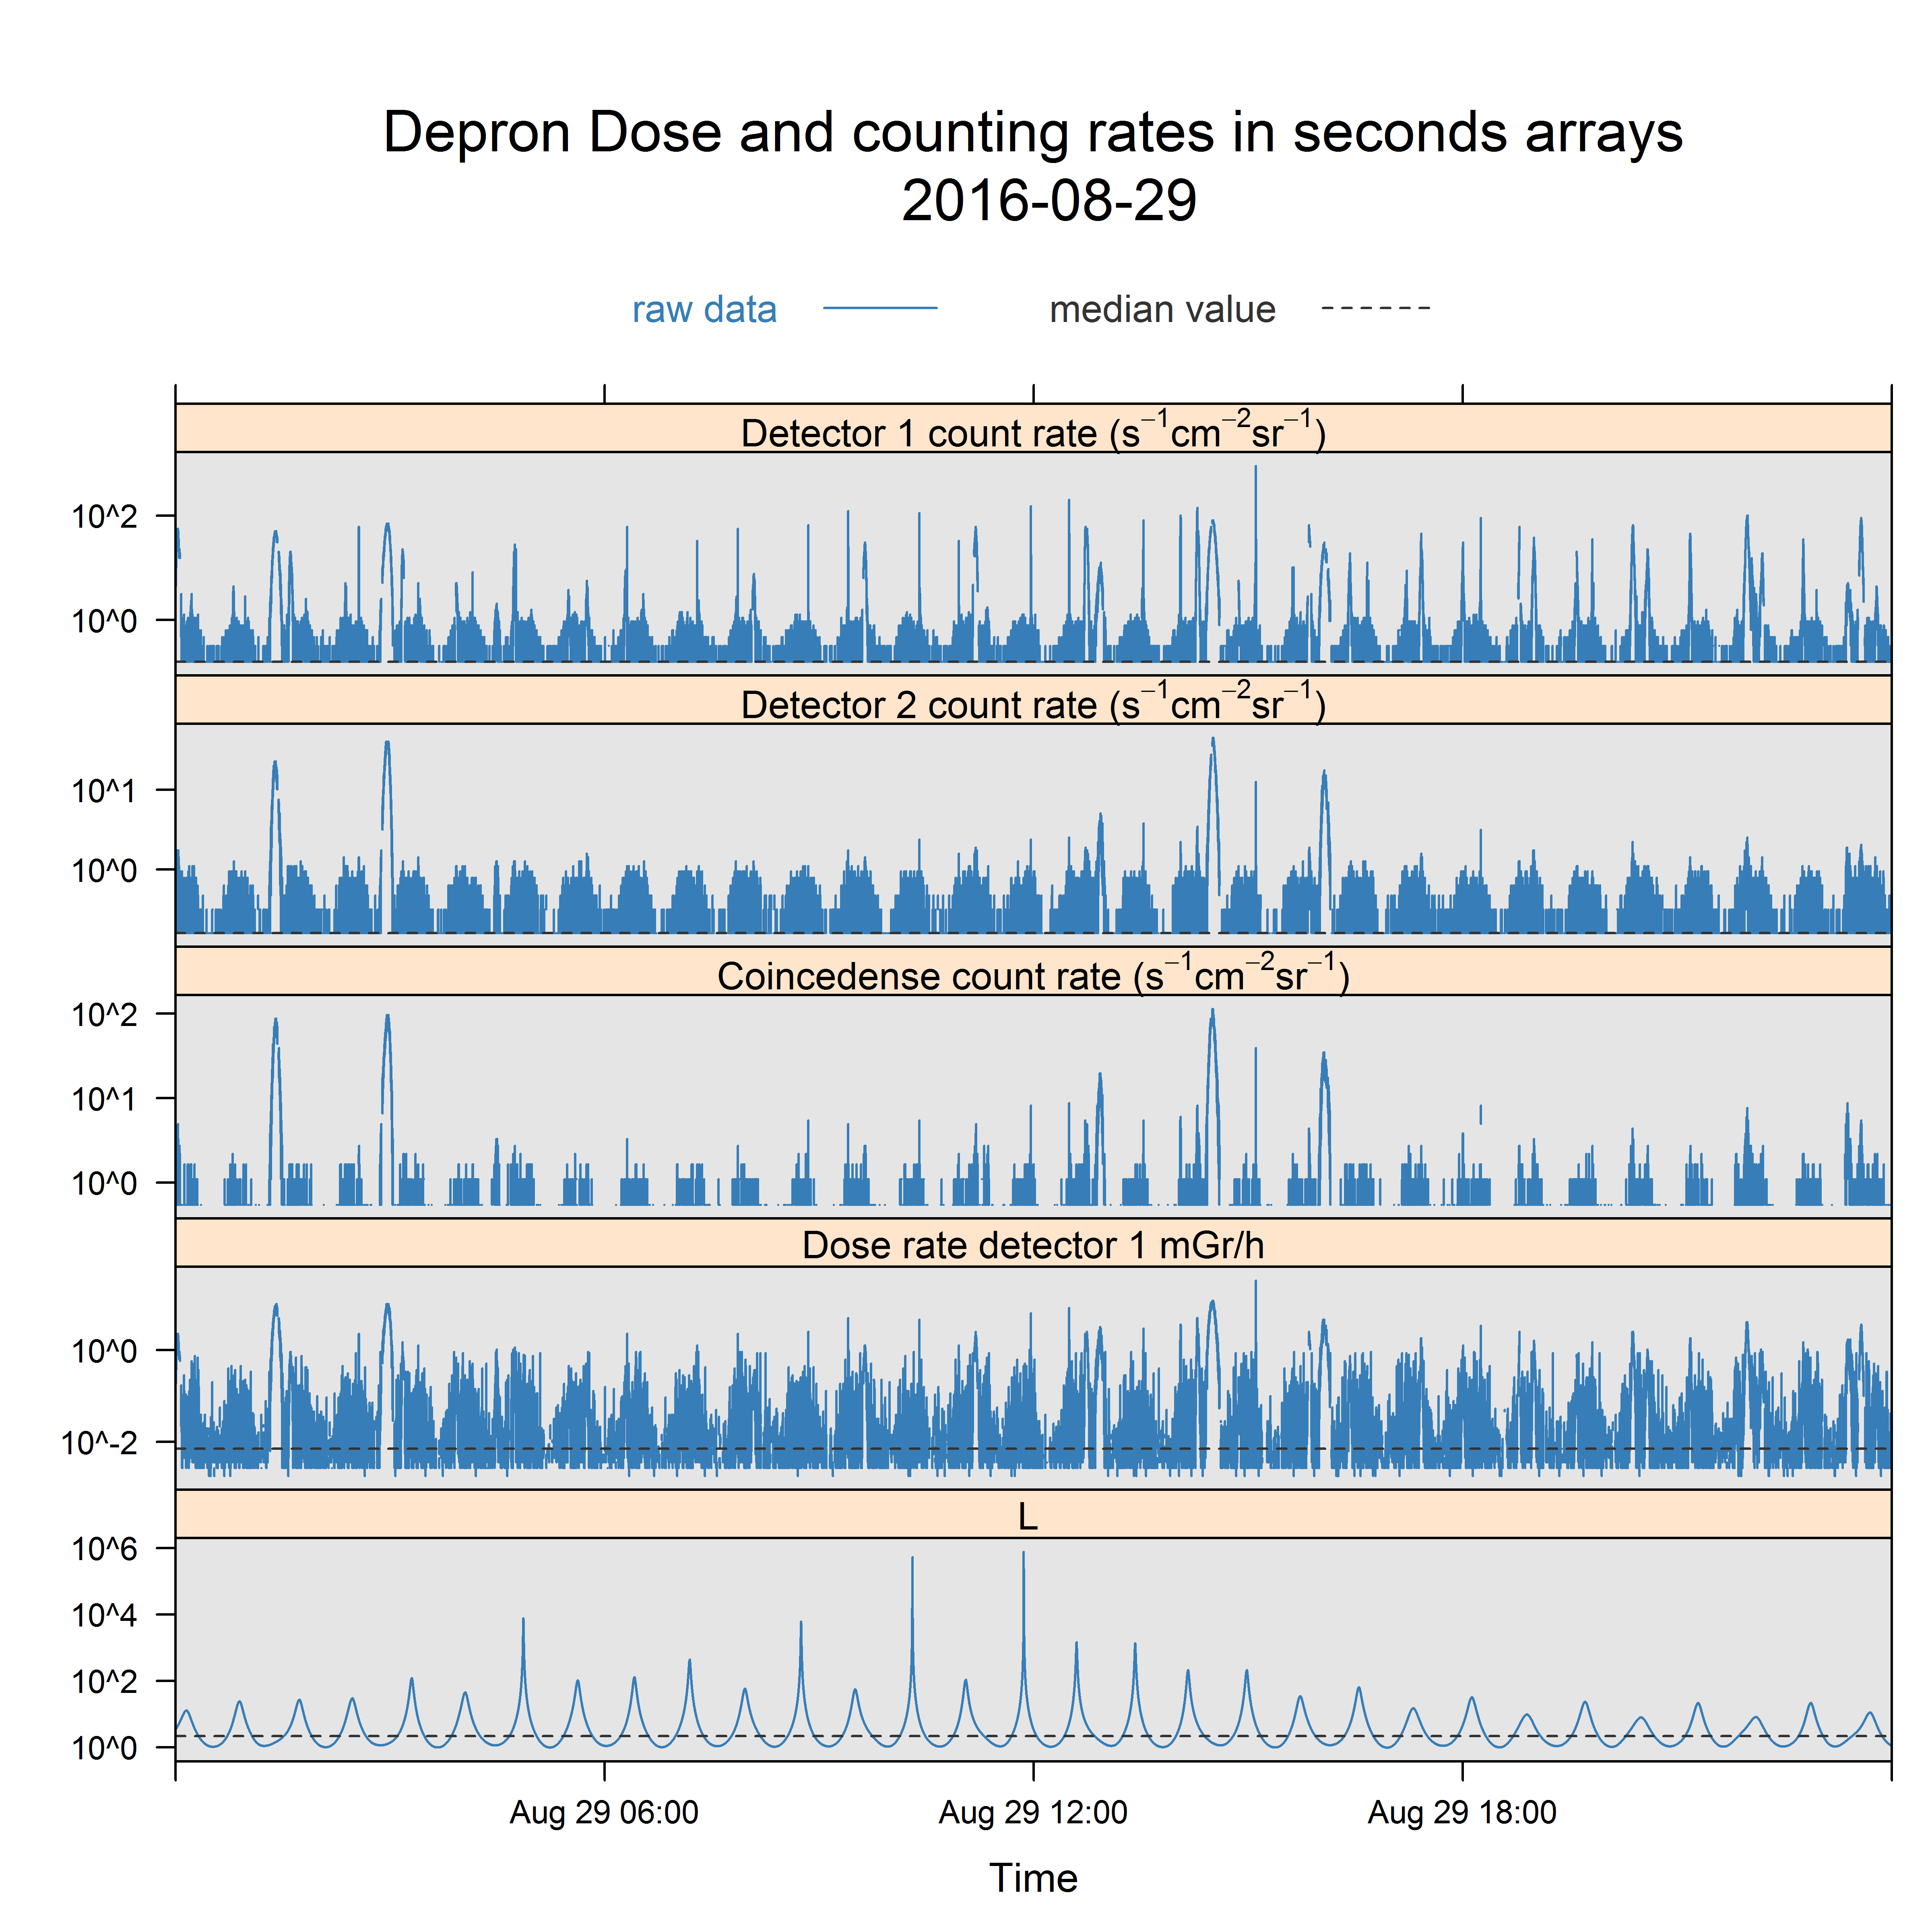 Depron Dose and counting rates in seconds arrays
2016-08-29
raw data median value
Detector 1 count rate (s⁻¹cm⁻²sr⁻¹)
10^2
10^0
Detector 2 count rate (s⁻¹cm⁻²sr⁻¹)
10^1
10^0
Coincedense count rate (s⁻¹cm⁻²sr⁻¹)
10^2
10^1
10^0
Dose rate detector 1 mGr/h
10^0
10^-2
L
10^6
10^4
10^2
10^0
Aug 29 06:00 Aug 29 12:00 Aug 29 18:00
Time